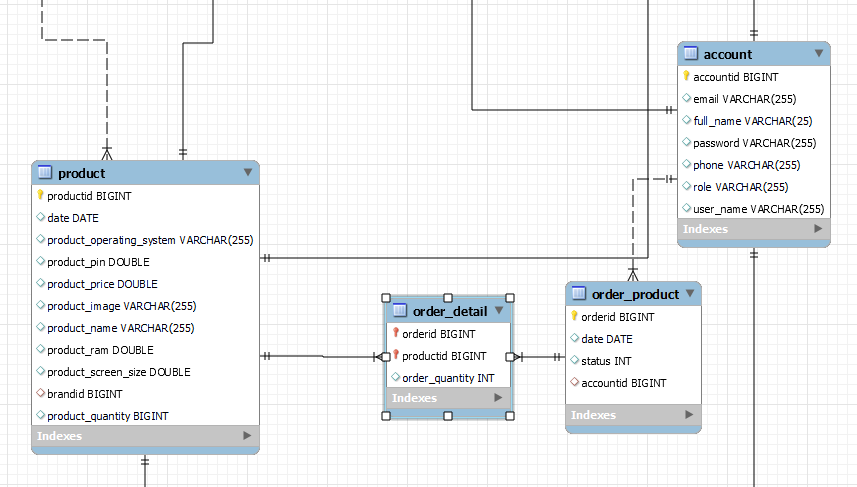 account
accountid BIGINT
email VARCHAR(255)
full_name VARCHAR(25)
password VARCHAR(255)
phone VARCHAR(255)
role VARCHAR(255)
user_name VARCHAR(255)
Indexes
product
productid BIGINT
date DATE
product_operating_system VARCHAR(255)
product_pin DOUBLE
product_price DOUBLE
product_image VARCHAR(255)
product_name VARCHAR(255)
product_ram DOUBLE
product_screen_size DOUBLE
brandid BIGINT
product_quantity BIGINT
Indexes
order_detail
orderid BIGINT
productid BIGINT
order_quantity INT
Indexes
order_product
orderid BIGINT
date DATE
status INT
accountid BIGINT
Indexes